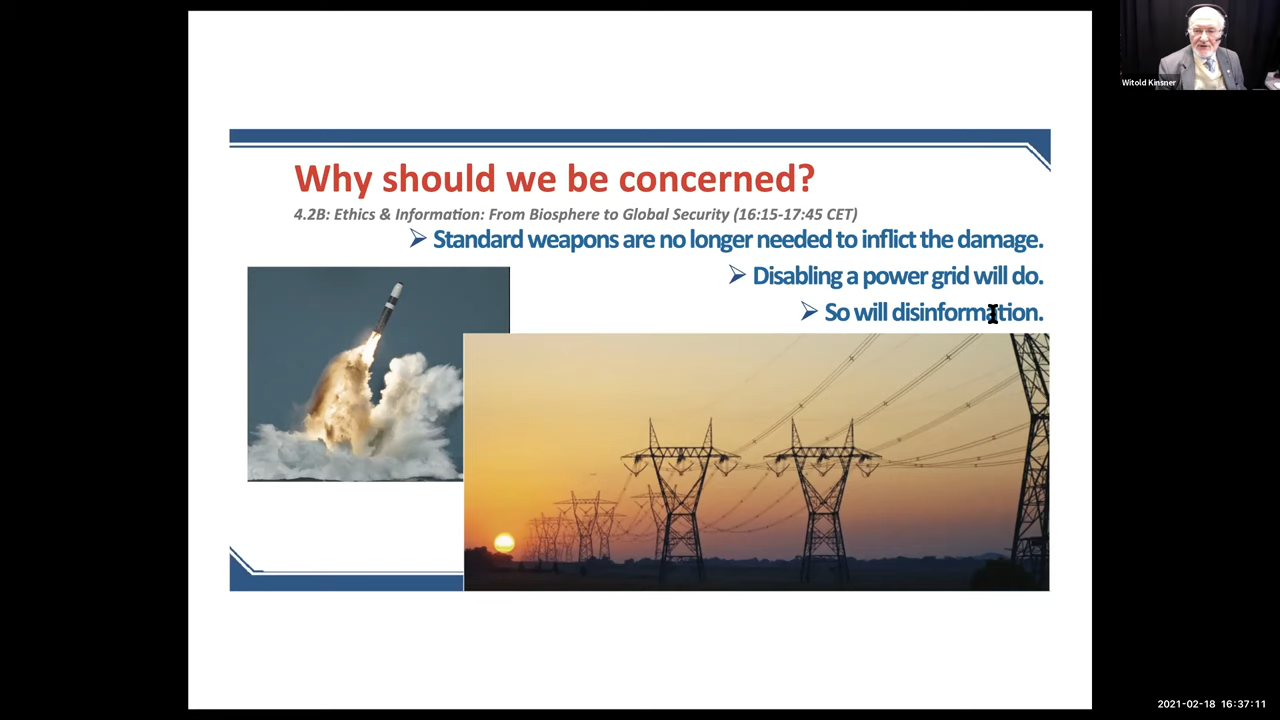 Witold Kinsner
Why should we be concerned?
4.2B: Ethics & Information: From Biosphere to Global Security (16:15-17:45 CET)
➢ Standard weapons are no longer needed to inflict the damage.
➢ Disabling a power grid will do.
➢ So will disinformation.
2021-02-18 16:37:11